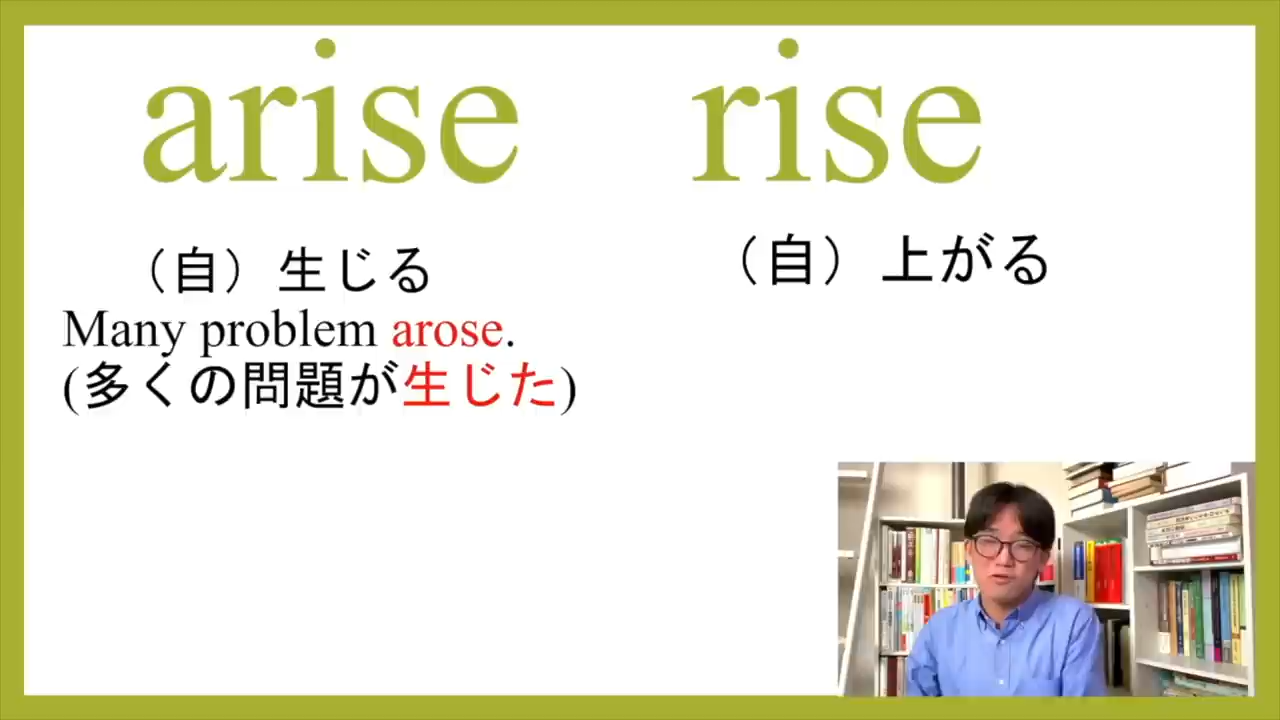 arise
rise
（自）生じる
（自）上がる
Many problem arose.
(多くの問題が生じた)